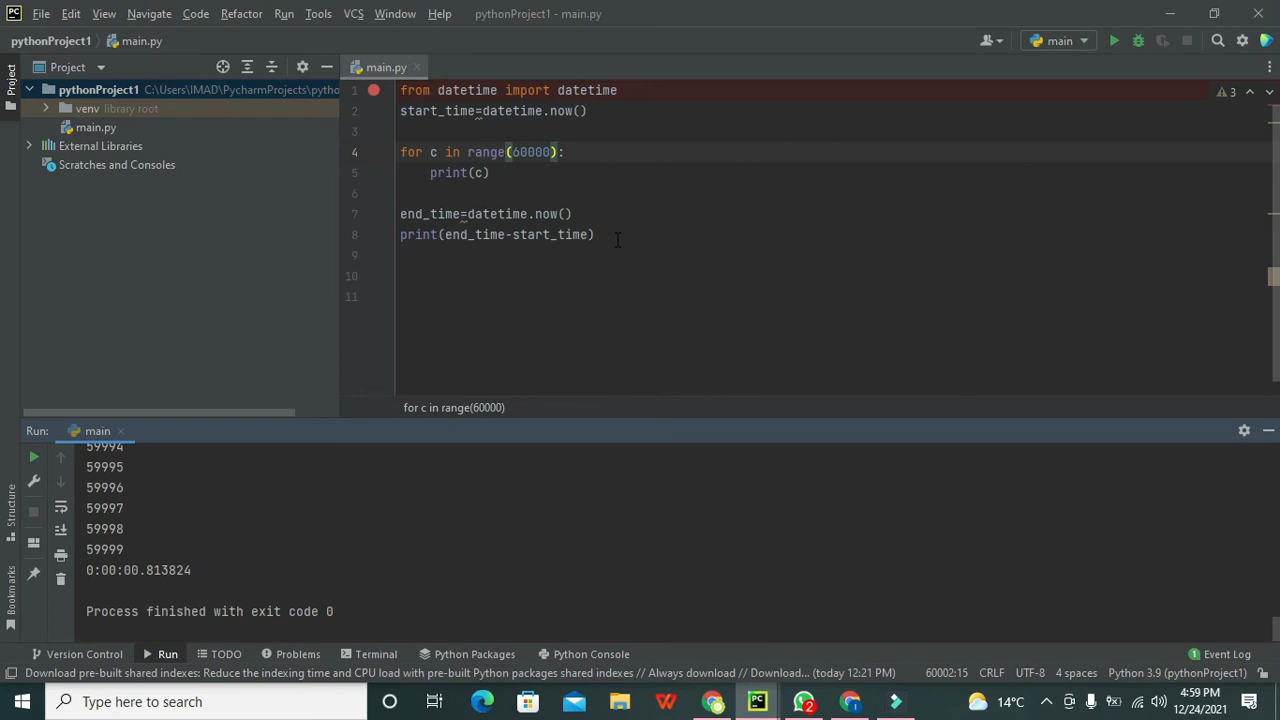 PC File Edit View Navigate Code Refactor Run Tools VCS Window Help pythonProject1 - main.py
pythonProject1 main.py main
Project main.py
Project
pythonProject1 C:\Users\IMAD\PycharmProjects\pytho
venv library root
main.py
External Libraries
Scratches and Consoles
1 from datetime import datetime 3
2 start_time=datetime.now()
3
4 for c in range(60000):
5 print(c)
6
7 end_time=datetime.now()
8 print(end_time-start_time)
9
10
11
for c in range(60000)
Run: main
59994
59995
59996
59997
59998
59999
0:00:00.813824
Process finished with exit code 0
Structure
Bookmarks
Version Control Run TODO Problems Terminal Python Packages Python Console 1 Event Log
Download pre-built shared indexes: Reduce the indexing time and CPU load with pre-built Python packages shared indexes // Always download // Download... (today 12:21 PM) 60002:15 CRLF UTF-8 4 spaces Python 3.9 (pythonProject1)
Type here to search PC 2 14°C 4:59 PM
12/24/2021